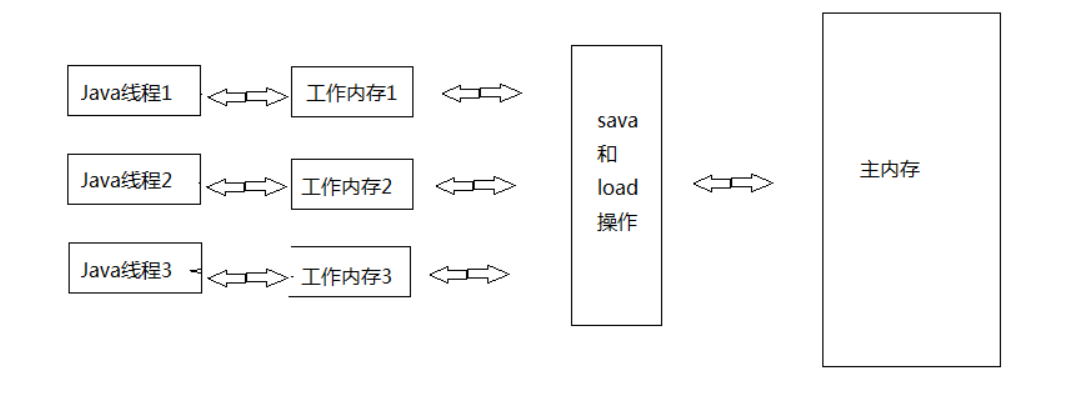 Java线程1
工作内存1
Java线程2
工作内存2
Java线程3
工作内存3
sava
和
load
操作
主内存